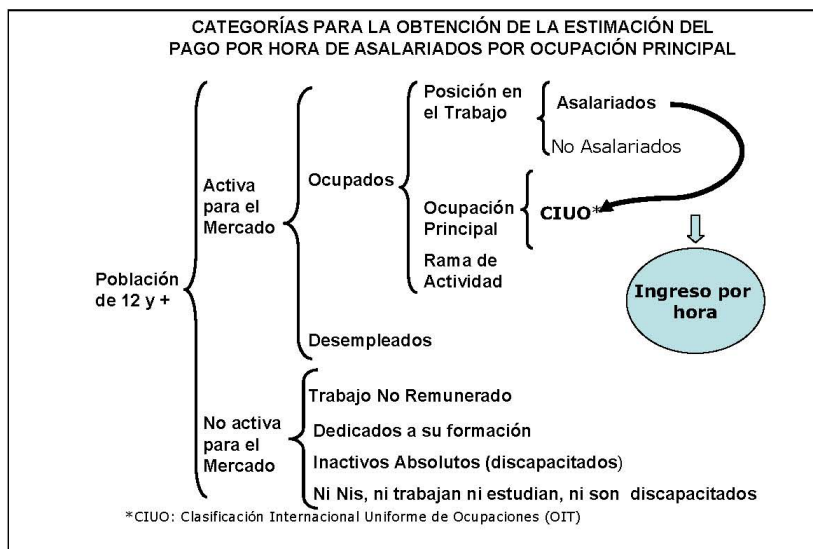 CATEGORÍAS PARA LA OBTENCIÓN DE LA ESTIMACIÓN DEL
PAGO POR HORA DE ASALARIADOS POR OCUPACIÓN PRINCIPAL
Población
de 12 y +
Activa
para el
Mercado
Ocupados
Posición en
el Trabajo
Asalariados
No Asalariados
Ocupación
Principal
CIUO*
Rama de
Actividad
Ingreso por
hora
Desempleados
No activa
para el
Mercado
Trabajo No Remunerado
Dedicados a su formación
Inactivos Absolutos (discapacitados)
Ni Nis, ni trabajan ni estudian, ni son discapacitados
*CIUO: Clasificación Internacional Uniforme de Ocupaciones (OIT)